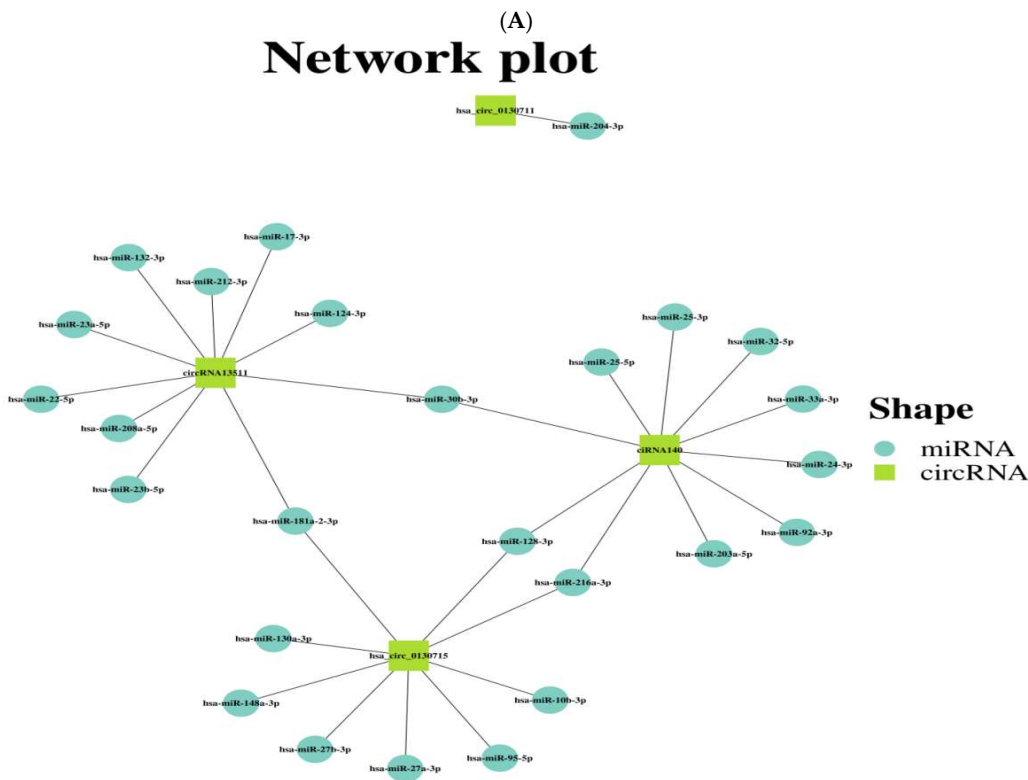 (A)
Network plot
hsa_circ_0130711
hsa-miR-204-3p
hsa-miR-17-3p
hsa-miR-132-3p
hsa-miR-212-3p
hsa-miR-124-3p
hsa-miR-23a-5p
hsa-miR-25-3p
hsa-miR-32-5p
hsa-miR-25-5p
circRNA13511
hsa-miR-22-5p
hsa-miR-30b-3p
hsa-miR-33a-3p
hsa-miR-208a-5p
ciRNA140
hsa-miR-24-3p
hsa-miR-23b-5p
hsa-miR-181a-2-3p
hsa-miR-92a-3p
hsa-miR-128-3p
hsa-miR-203a-5p
hsa-miR-216a-3p
hsa-miR-130a-3p
hsa_circ_0130715
hsa-miR-148a-3p
hsa-miR-10b-3p
hsa-miR-27b-3p
hsa-miR-95-5p
hsa-miR-27a-3p
Shape
miRNA
circRNA